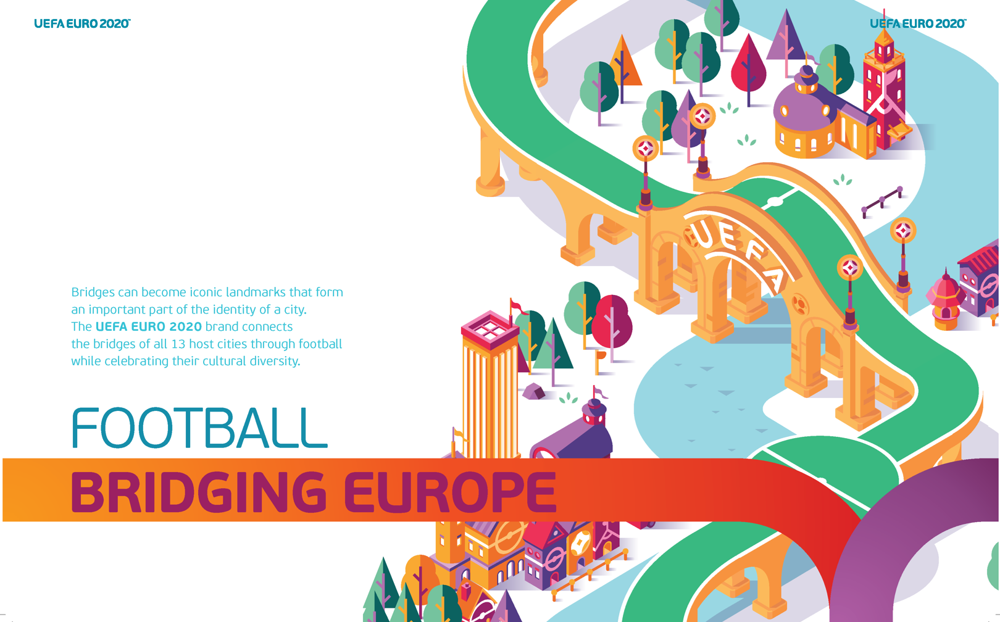 UEFA EURO 2020™
UEFA EURO 2020™
UEFA
Bridges can become iconic landmarks that form
an important part of the identity of a city.
The UEFA EURO 2020 brand connects
the bridges of all 13 host cities through football
while celebrating their cultural diversity.
FOOTBALL
BRIDGING EUROPE